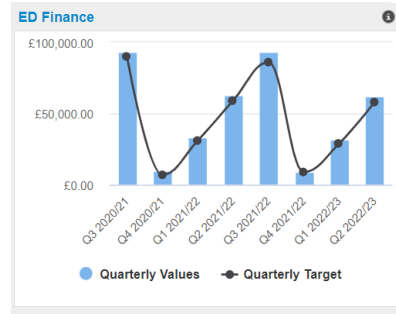 ED Finance
£100,000.00
£50,000.00
£0.00
Q3 2020/21
Q4 2020/21
Q1 2021/22
Q2 2021/22
Q3 2021/22
Q4 2021/22
Q1 2022/23
Q2 2022/23
Quarterly Values
Quarterly Target